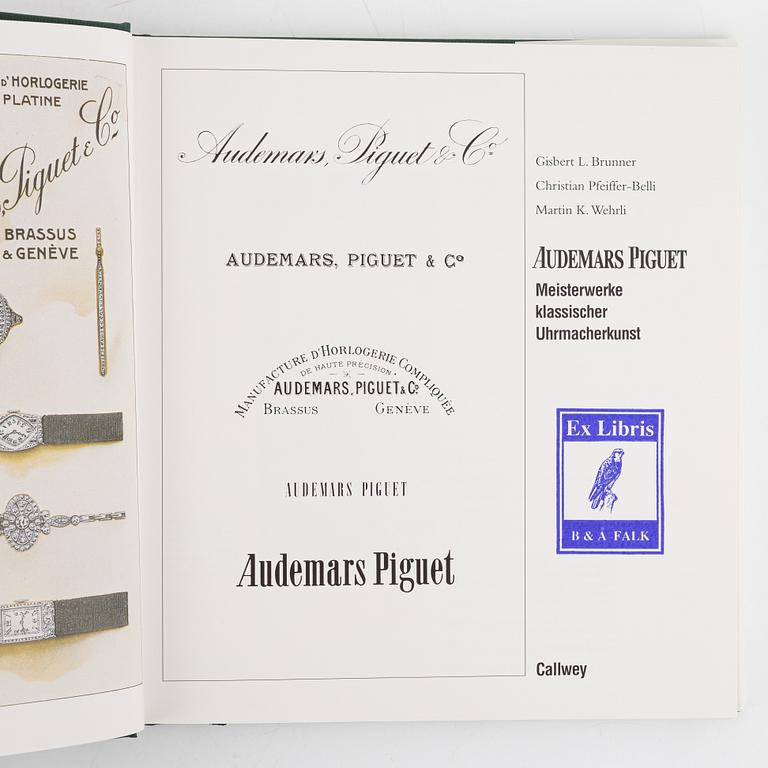 D'HORLOGERIE
PLATINE
Piguet & Co
BRASSUS
& GENÈVE
Audemars, Piguet & Co
AUDEMARS, PIGUET & Co
MANUFACTURE D'HORLOGERIE COMPLIQUÉE
DE HAUTE PRÉCISION
AUDEMARS, PIGUET & Co
BRASSUS GENÈVE
AUDEMARS PIGUET
Audemars Piguet
Gisbert L. Brunner
Christian Pfeiffer-Belli
Martin K. Wehrli
AUDEMARS PIGUET
Meisterwerke
klassischer
Uhrmacherkunst
Ex Libris
B & A FALK
Callwey